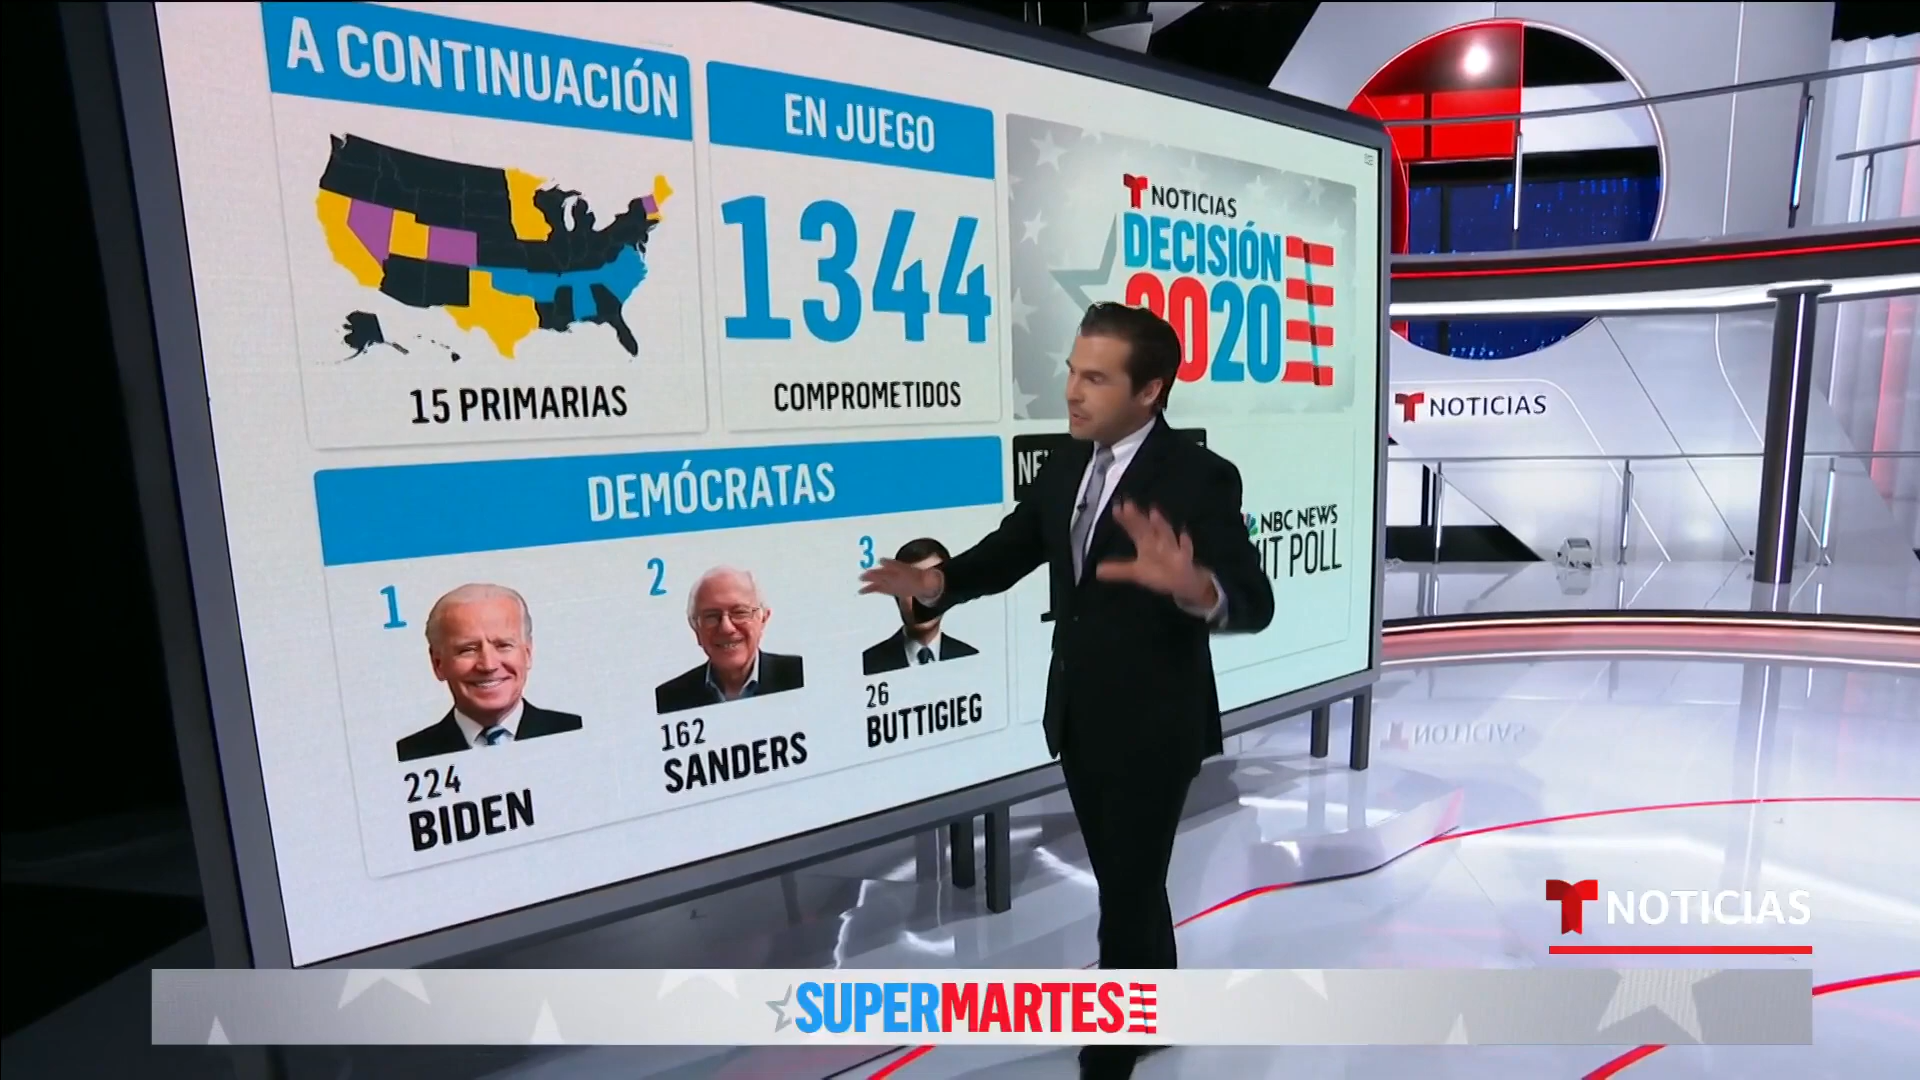 A CONTINUACIÓN
15 PRIMARIAS
EN JUEGO
1344
COMPROMETIDOS
NOTICIAS
DECISIÓN
2020
DEMÓCRATAS
1
224
BIDEN
2
162
SANDERS
3
26
BUTTIGIEG
NBC NEWS
POLL
NOTICIAS
NOTICIAS
SUPERMARTES